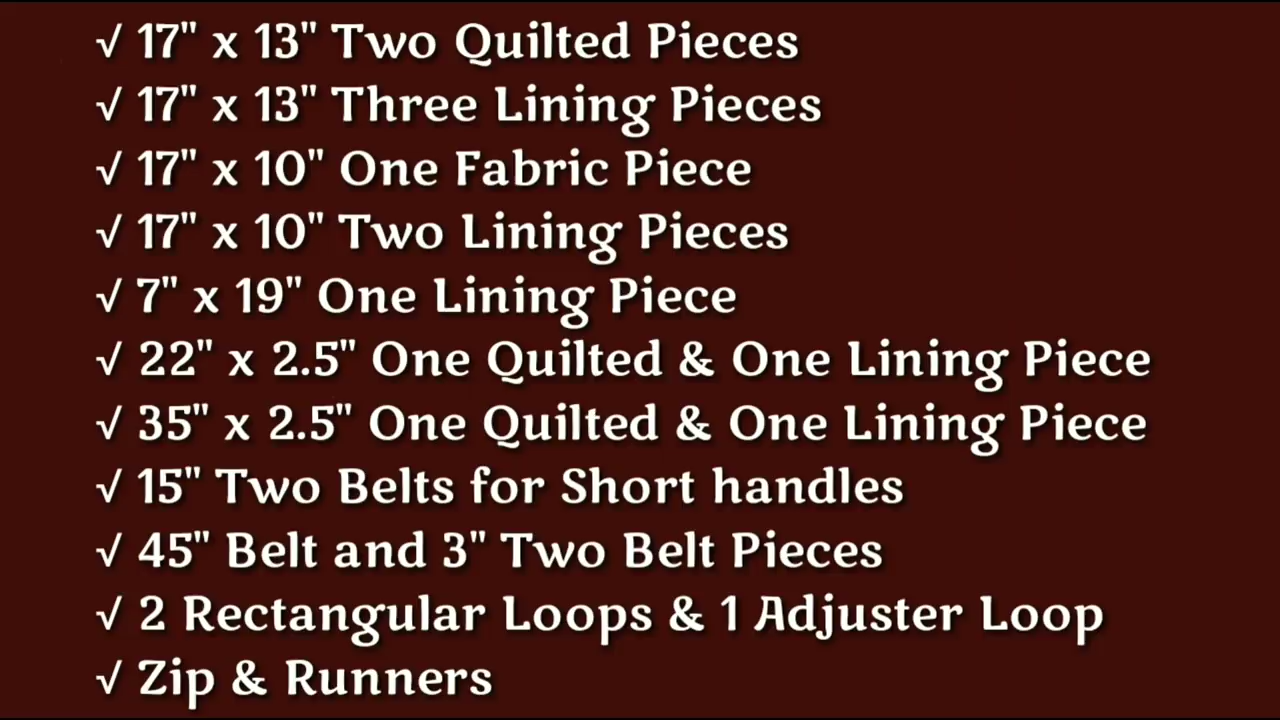 √ 17" x 13" Two Quilted Pieces
√ 17" x 13" Three Lining Pieces
√ 17" x 10" One Fabric Piece
√ 17" x 10" Two Lining Pieces
√ 7" x 19" One Lining Piece
√ 22" x 2.5" One Quilted & One Lining Piece
√ 35" x 2.5" One Quilted & One Lining Piece
√ 15" Two Belts for Short handles
√ 45" Belt and 3" Two Belt Pieces
√ 2 Rectangular Loops & 1 Adjuster Loop
√ Zip & Runners